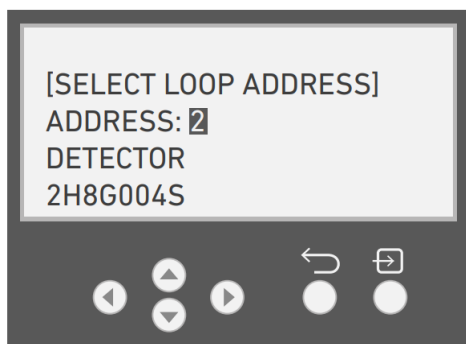 [SELECT LOOP ADDRESS]
ADDRESS: 2
DETECTOR
2H8G004S